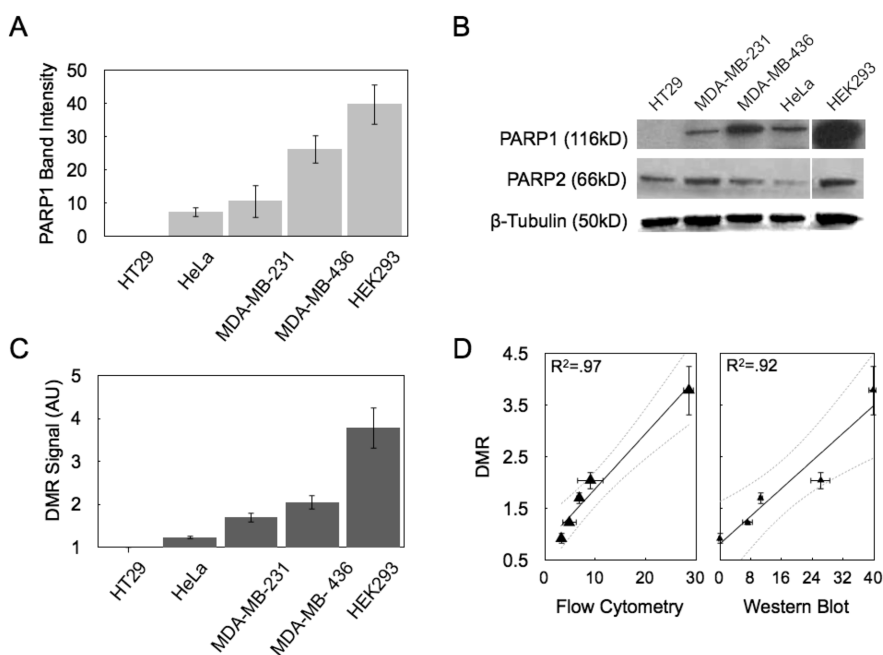 A
PARP1 Band Intensity
50
40
30
20
10
0
HT29
HeLa
MDA-MB-231
MDA-MB-436
HEK293
B
HT29
MDA-MB-231
MDA-MB-436
HeLa
HEK293
PARP1 (116kD)
PARP2 (66kD)
β-Tubulin (50kD)
C
DMR Signal (AU)
5
4
3
2
1
HT29
HeLa
MDA-MB-231
MDA-MB- 436
HEK293
D
DMR
4.5
3.5
2.5
1.5
0.5
R²=.97
0
10
20
30
Flow Cytometry
R²=.92
0
8
16
24
32
40
Western Blot